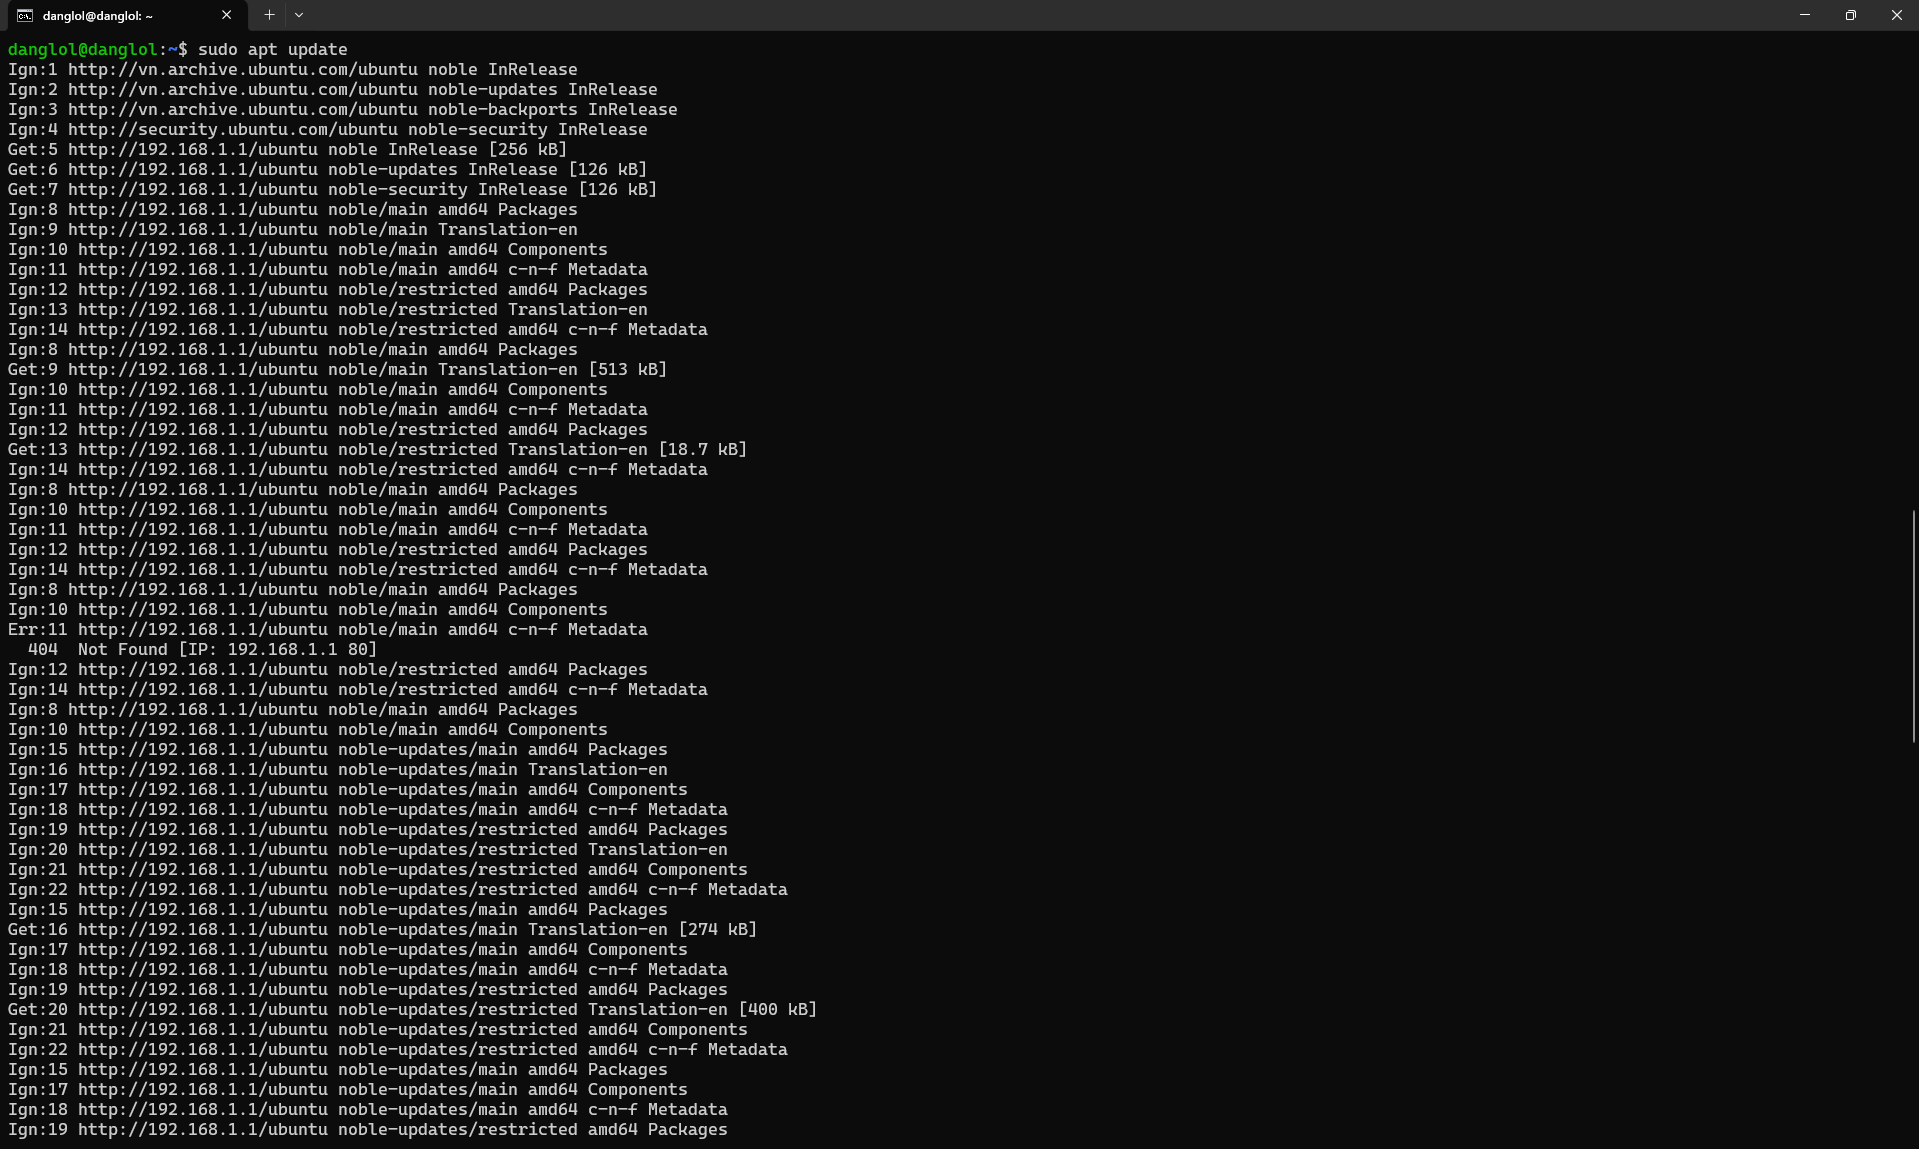 danglol@danglol: ~
danglol@danglol:~$ sudo apt update
Ign:1 http://vn.archive.ubuntu.com/ubuntu noble InRelease
Ign:2 http://vn.archive.ubuntu.com/ubuntu noble-updates InRelease
Ign:3 http://vn.archive.ubuntu.com/ubuntu noble-backports InRelease
Ign:4 http://security.ubuntu.com/ubuntu noble-security InRelease
Get:5 http://192.168.1.1/ubuntu noble InRelease [256 kB]
Get:6 http://192.168.1.1/ubuntu noble-updates InRelease [126 kB]
Get:7 http://192.168.1.1/ubuntu noble-security InRelease [126 kB]
Ign:8 http://192.168.1.1/ubuntu noble/main amd64 Packages
Ign:9 http://192.168.1.1/ubuntu noble/main Translation-en
Ign:10 http://192.168.1.1/ubuntu noble/main amd64 Components
Ign:11 http://192.168.1.1/ubuntu noble/main amd64 c-n-f Metadata
Ign:12 http://192.168.1.1/ubuntu noble/restricted amd64 Packages
Ign:13 http://192.168.1.1/ubuntu noble/restricted Translation-en
Ign:14 http://192.168.1.1/ubuntu noble/restricted amd64 c-n-f Metadata
Ign:8 http://192.168.1.1/ubuntu noble/main amd64 Packages
Get:9 http://192.168.1.1/ubuntu noble/main Translation-en [513 kB]
Ign:10 http://192.168.1.1/ubuntu noble/main amd64 Components
Ign:11 http://192.168.1.1/ubuntu noble/main amd64 c-n-f Metadata
Ign:12 http://192.168.1.1/ubuntu noble/restricted amd64 Packages
Get:13 http://192.168.1.1/ubuntu noble/restricted Translation-en [18.7 kB]
Ign:14 http://192.168.1.1/ubuntu noble/restricted amd64 c-n-f Metadata
Ign:8 http://192.168.1.1/ubuntu noble/main amd64 Packages
Ign:10 http://192.168.1.1/ubuntu noble/main amd64 Components
Ign:11 http://192.168.1.1/ubuntu noble/main amd64 c-n-f Metadata
Ign:12 http://192.168.1.1/ubuntu noble/restricted amd64 Packages
Ign:14 http://192.168.1.1/ubuntu noble/restricted amd64 c-n-f Metadata
Ign:8 http://192.168.1.1/ubuntu noble/main amd64 Packages
Ign:10 http://192.168.1.1/ubuntu noble/main amd64 Components
Err:11 http://192.168.1.1/ubuntu noble/main amd64 c-n-f Metadata
  404  Not Found [IP: 192.168.1.1 80]
Ign:12 http://192.168.1.1/ubuntu noble/restricted amd64 Packages
Ign:14 http://192.168.1.1/ubuntu noble/restricted amd64 c-n-f Metadata
Ign:8 http://192.168.1.1/ubuntu noble/main amd64 Packages
Ign:10 http://192.168.1.1/ubuntu noble/main amd64 Components
Ign:15 http://192.168.1.1/ubuntu noble-updates/main amd64 Packages
Ign:16 http://192.168.1.1/ubuntu noble-updates/main Translation-en
Ign:17 http://192.168.1.1/ubuntu noble-updates/main amd64 Components
Ign:18 http://192.168.1.1/ubuntu noble-updates/main amd64 c-n-f Metadata
Ign:19 http://192.168.1.1/ubuntu noble-updates/restricted amd64 Packages
Ign:20 http://192.168.1.1/ubuntu noble-updates/restricted Translation-en
Ign:21 http://192.168.1.1/ubuntu noble-updates/restricted amd64 Components
Ign:22 http://192.168.1.1/ubuntu noble-updates/restricted amd64 c-n-f Metadata
Ign:15 http://192.168.1.1/ubuntu noble-updates/main amd64 Packages
Get:16 http://192.168.1.1/ubuntu noble-updates/main Translation-en [274 kB]
Ign:17 http://192.168.1.1/ubuntu noble-updates/main amd64 Components
Ign:18 http://192.168.1.1/ubuntu noble-updates/main amd64 c-n-f Metadata
Ign:19 http://192.168.1.1/ubuntu noble-updates/restricted amd64 Packages
Get:20 http://192.168.1.1/ubuntu noble-updates/restricted Translation-en [400 kB]
Ign:21 http://192.168.1.1/ubuntu noble-updates/restricted amd64 Components
Ign:22 http://192.168.1.1/ubuntu noble-updates/restricted amd64 c-n-f Metadata
Ign:15 http://192.168.1.1/ubuntu noble-updates/main amd64 Packages
Ign:17 http://192.168.1.1/ubuntu noble-updates/main amd64 Components
Ign:18 http://192.168.1.1/ubuntu noble-updates/main amd64 c-n-f Metadata
Ign:19 http://192.168.1.1/ubuntu noble-updates/restricted amd64 Packages